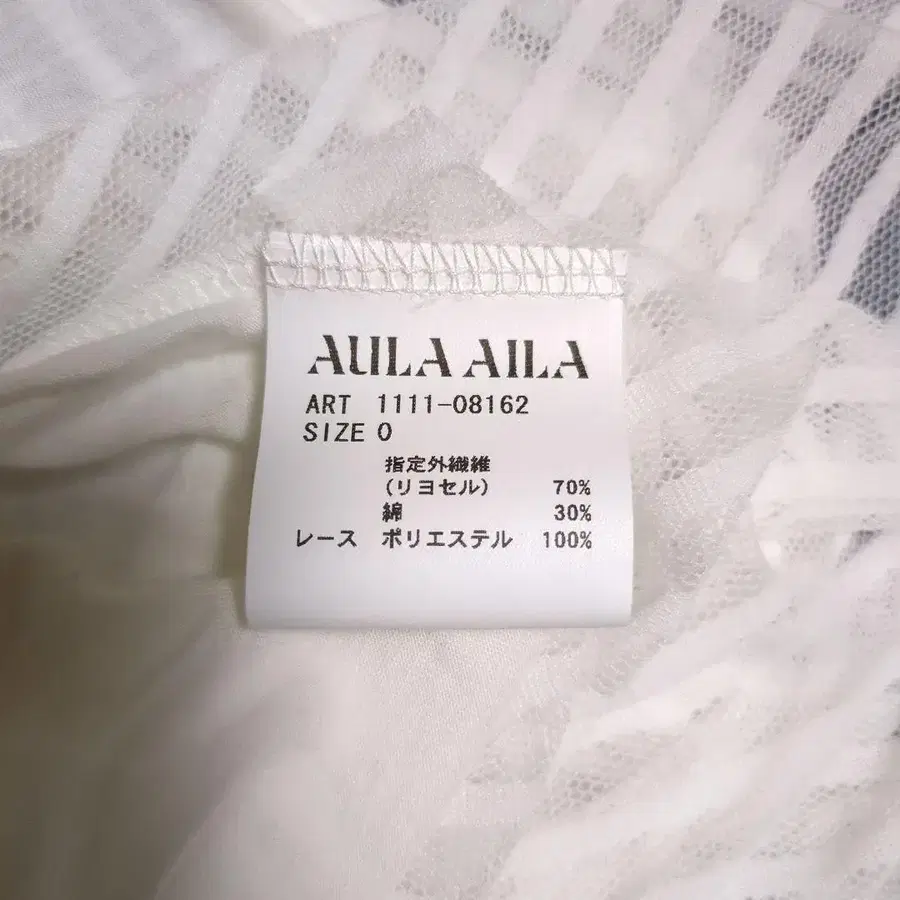 AULA AILA
ART 1111-08162
SIZE 0
指定外繊維
(リヨセル) 70%
綿 30%
レース ポリエステル 100%